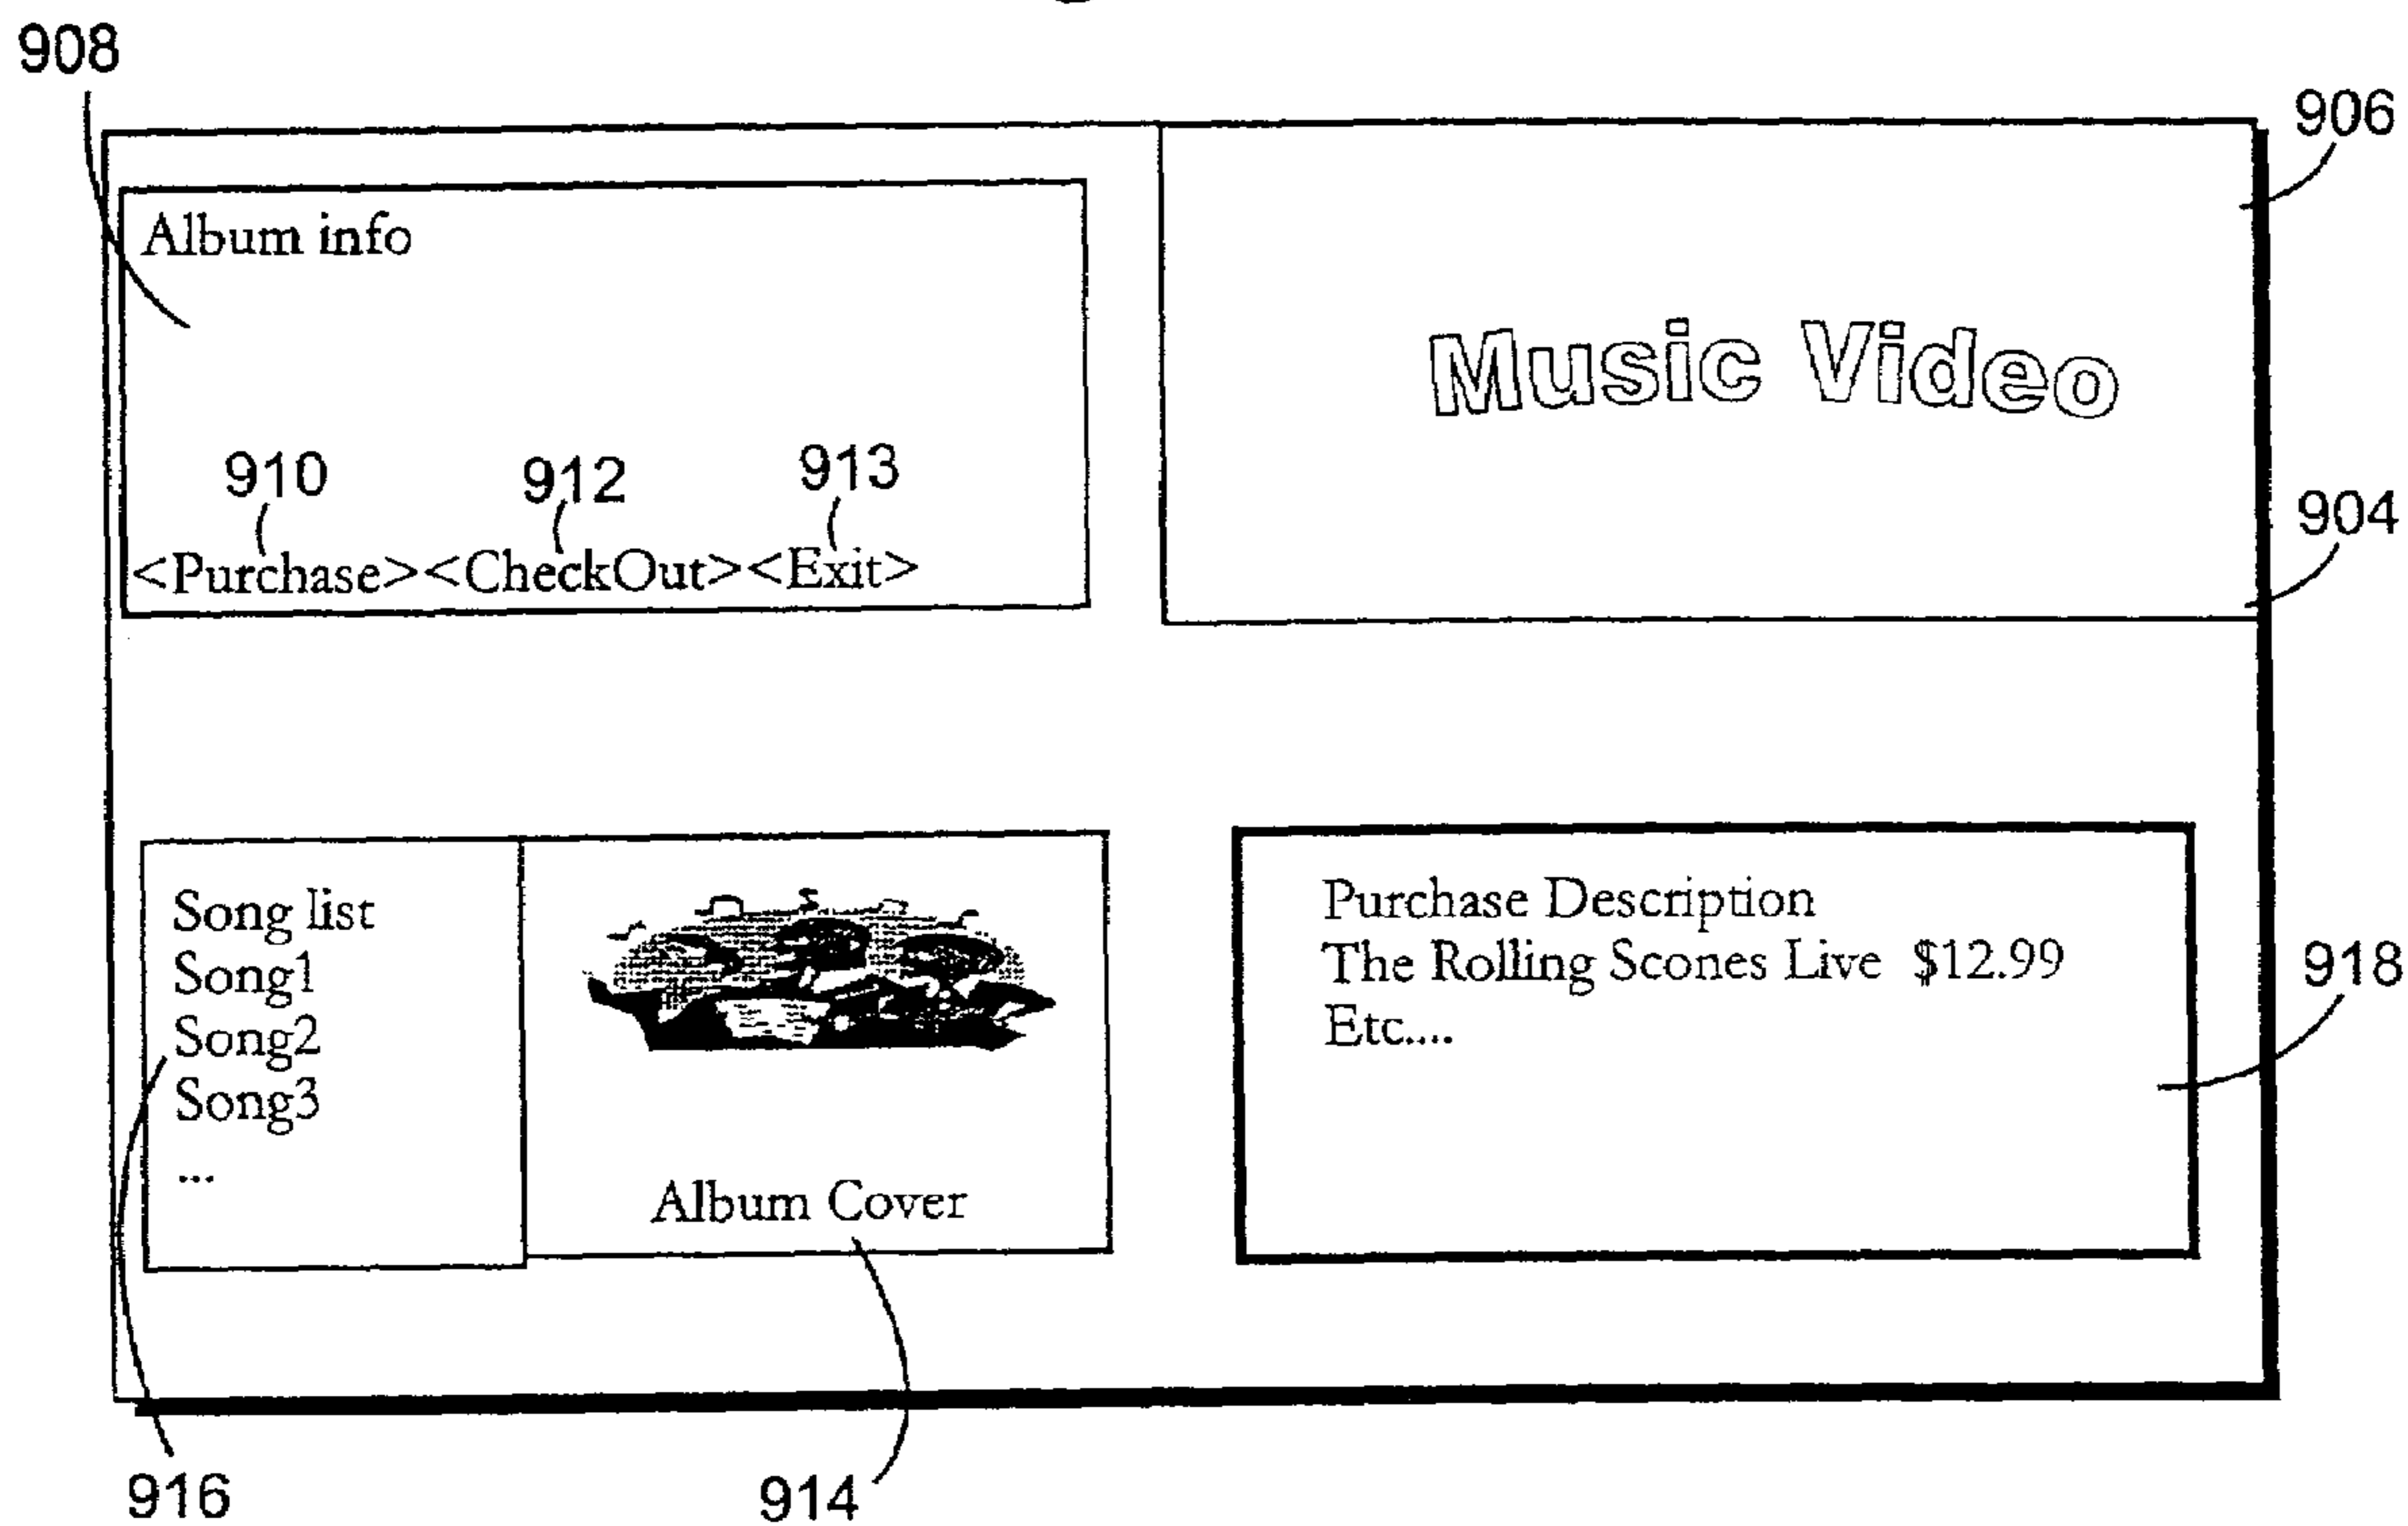 908
906
Album info
Music Video
910 912 913
904
<Purchase><CheckOut><Exit>
Song list
Song1
Song2
Song3
...
Album Cover
Purchase Description
The Rolling Scones Live $12.99
Etc....
918
916
914